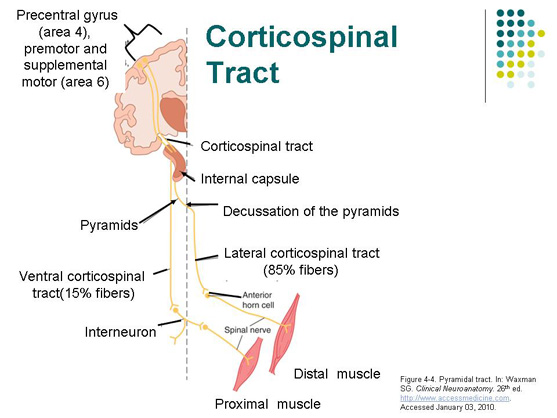 Precentral gyrus
(area 4),
premotor and
supplemental
motor (area 6)
Corticospinal
Tract
Corticospinal tract
Internal capsule
Decussation of the pyramids
Pyramids
Lateral corticospinal tract
(85% fibers)
Ventral corticospinal
tract(15% fibers)
Anterior
horn cell
Interneuron
Spinal nerve
Distal muscle
Proximal muscle
Figure 4-4. Pyramidal tract. In: Waxman
SG. Clinical Neuroanatomy. 26th ed.
http://www.accessmedicine.com.
Accessed January 03, 2010.